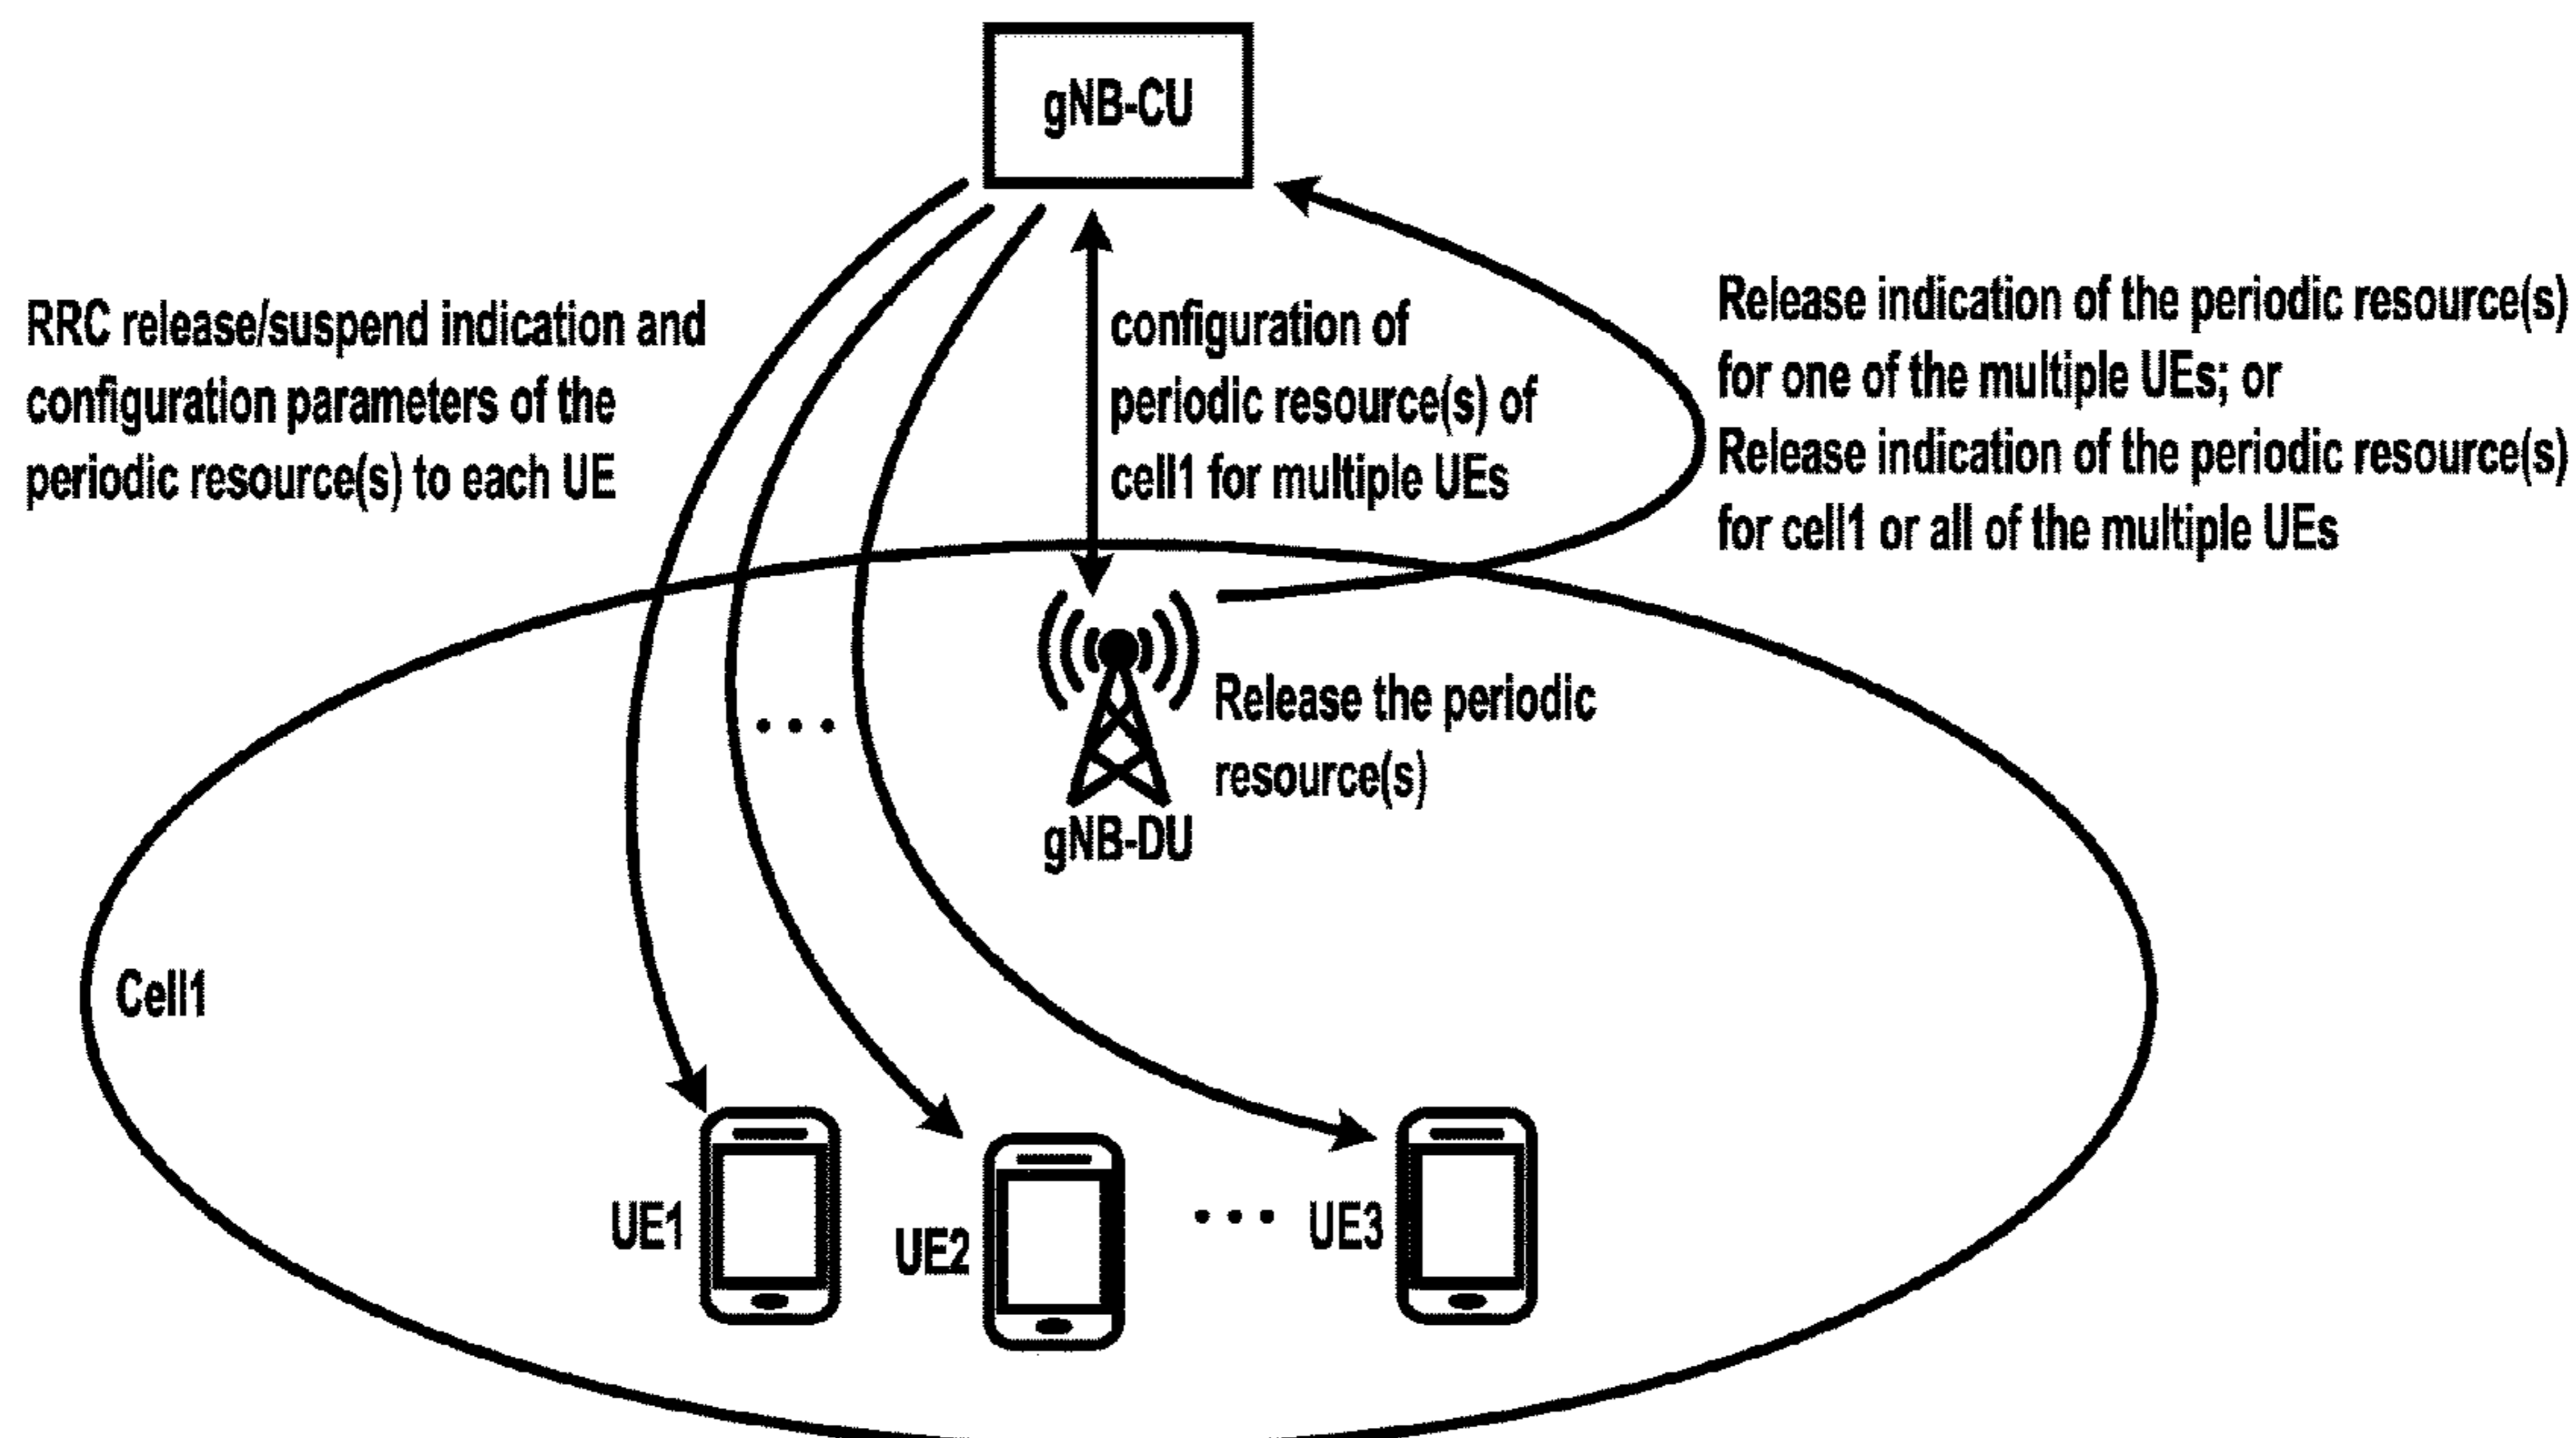 gNB-CU
RRC release/suspend indication and
configuration parameters of the
periodic resource(s) to each UE
configuration of
periodic resource(s) of
cell1 for multiple UEs
Release indication of the periodic resource(s)
for one of the multiple UEs; or
Release indication of the periodic resource(s)
for cell1 or all of the multiple UEs
Release the periodic
resource(s)
gNB-DU
Cell1
UE1
UE2
UE3